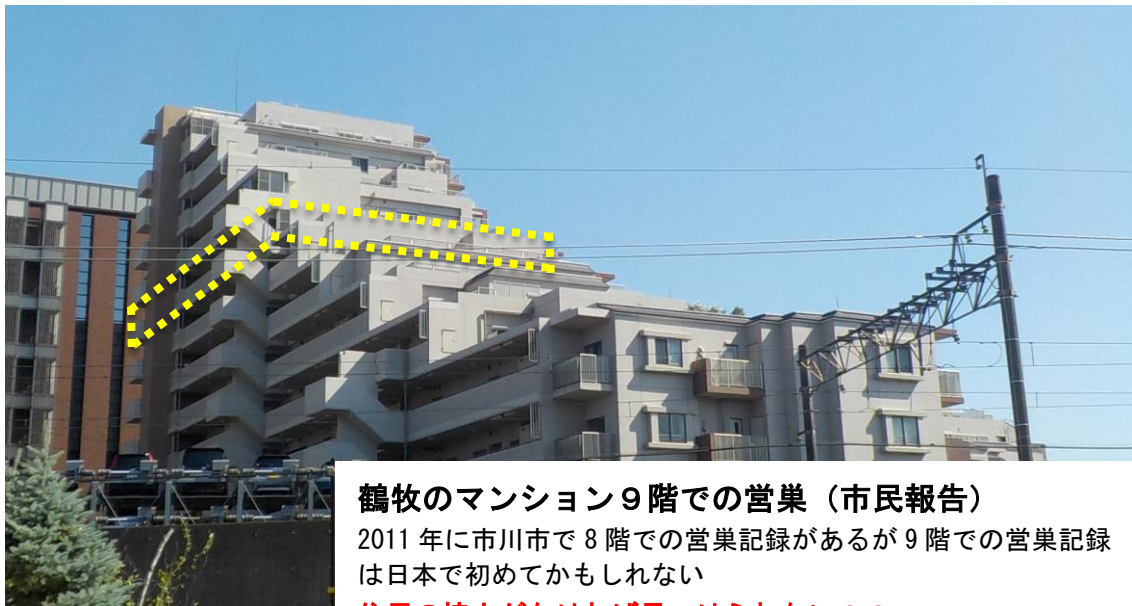 鶴牧のマンション９階での営巣（市民報告）
2011 年に市川市で 8 階での営巣記録があるが 9 階での営巣記録
は日本で初めてかもしれない